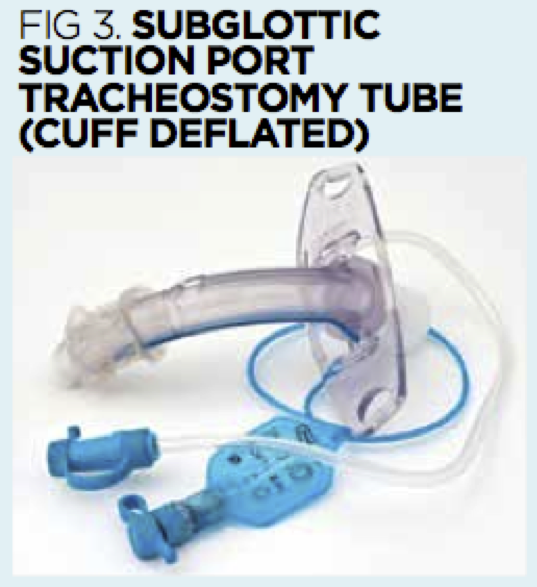 FIG 3. SUBGLOTTIC
SUCTION PORT
TRACHEOSTOMY TUBE
(CUFF DEFLATED)